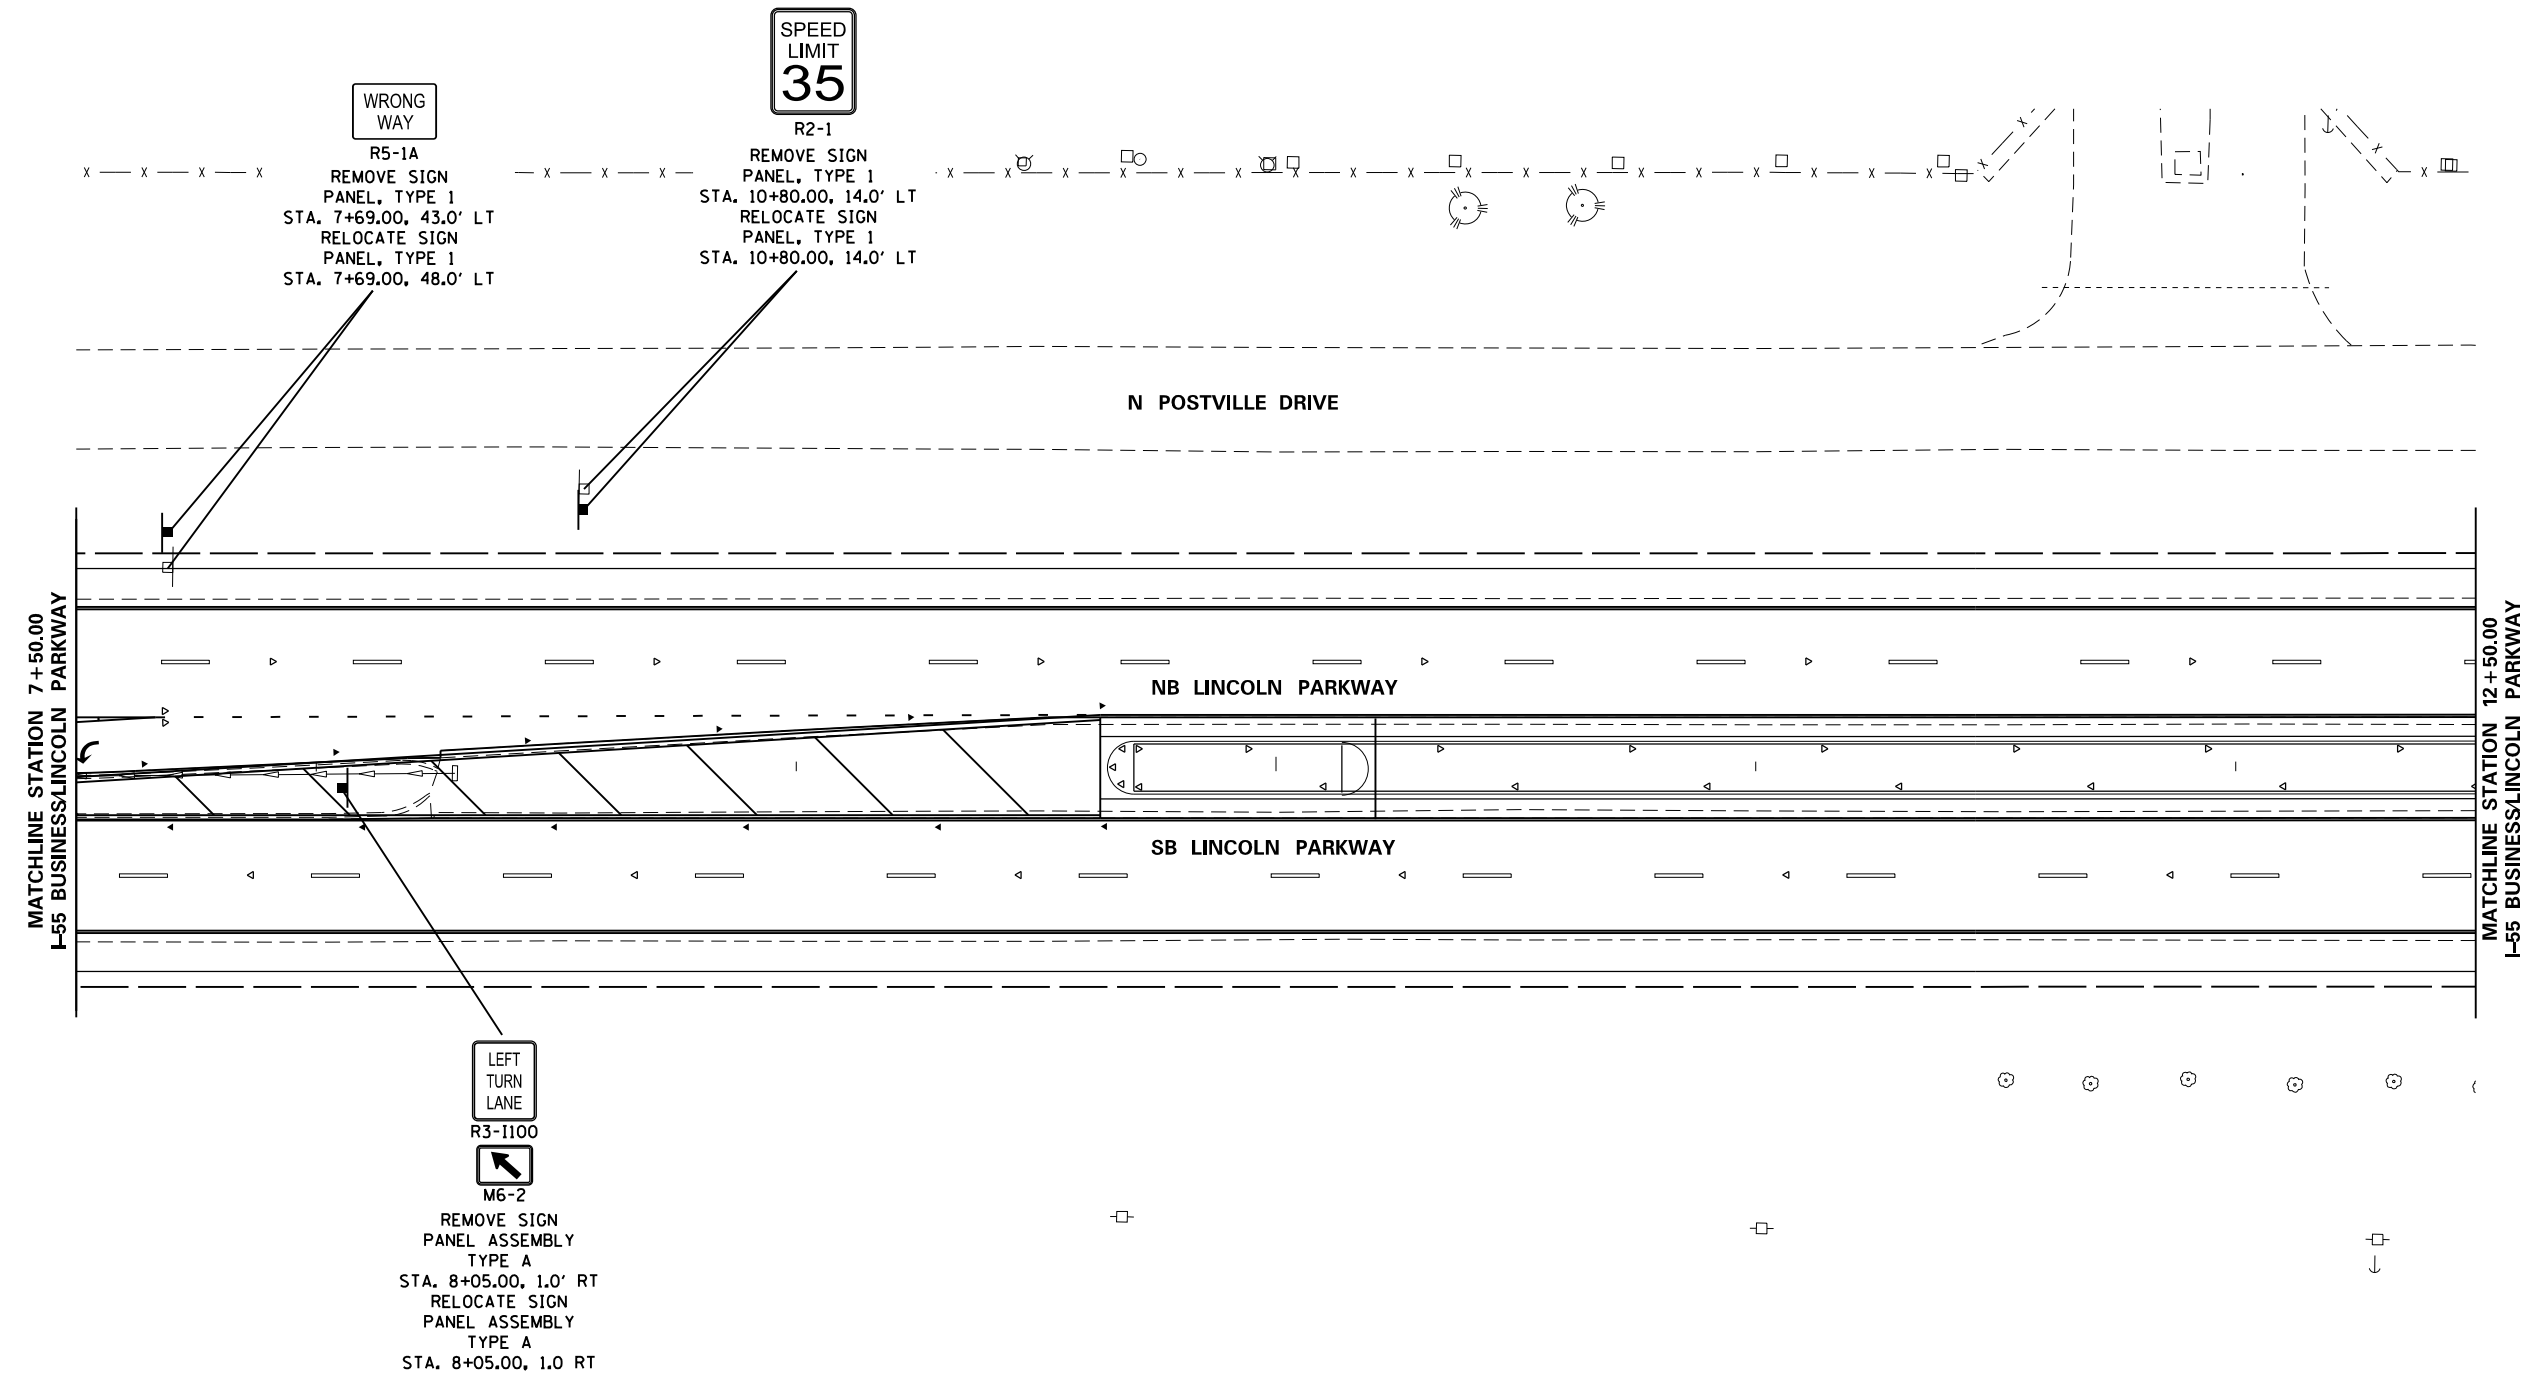 SPEED
LIMIT
35
R2-1
REMOVE SIGN
PANEL, TYPE 1
STA. 10+80.00, 14.0' LT
RELOCATE SIGN
PANEL, TYPE 1
STA. 10+80.00, 14.0' LT
WRONG
WAY
R5-1A
REMOVE SIGN
PANEL, TYPE 1
STA. 7+69.00, 43.0' LT
RELOCATE SIGN
PANEL, TYPE 1
STA. 7+69.00, 48.0' LT
N POSTVILLE DRIVE
MATCHLINE STATION 7+50.00
I-55 BUSINESS/LINCOLN PARKWAY
NB LINCOLN PARKWAY
SB LINCOLN PARKWAY
MATCHLINE STATION 12+50.00
I-55 BUSINESS/LINCOLN PARKWAY
LEFT
TURN
LANE
R3-I100
M6-2
REMOVE SIGN
PANEL ASSEMBLY
TYPE A
STA. 8+05.00, 1.0' RT
RELOCATE SIGN
PANEL ASSEMBLY
TYPE A
STA. 8+05.00, 1.0 RT